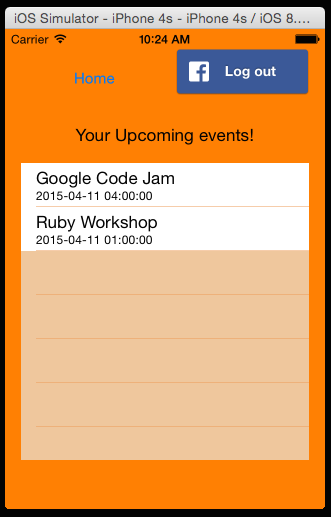 iOS Simulator - iPhone 4s - iPhone 4s / iOS 8....
Carrier 10:24 AM
Home
Log out
Your Upcoming events!
Google Code Jam
2015-04-11 04:00:00
Ruby Workshop
2015-04-11 01:00:00